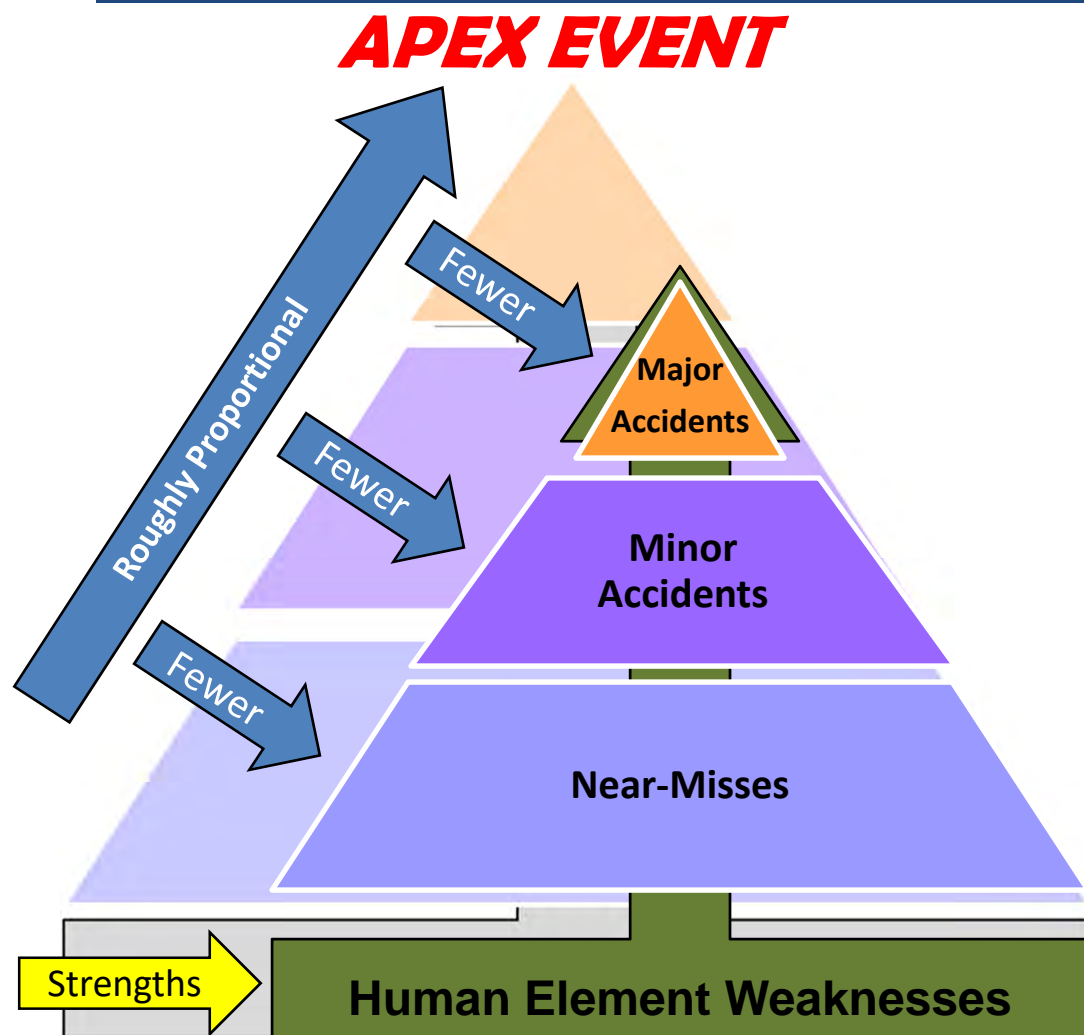 APEX EVENT
Roughly Proportional
Fewer
Major
Accidents
Fewer
Minor
Accidents
Fewer
Near-Misses
Strengths
Human Element Weaknesses